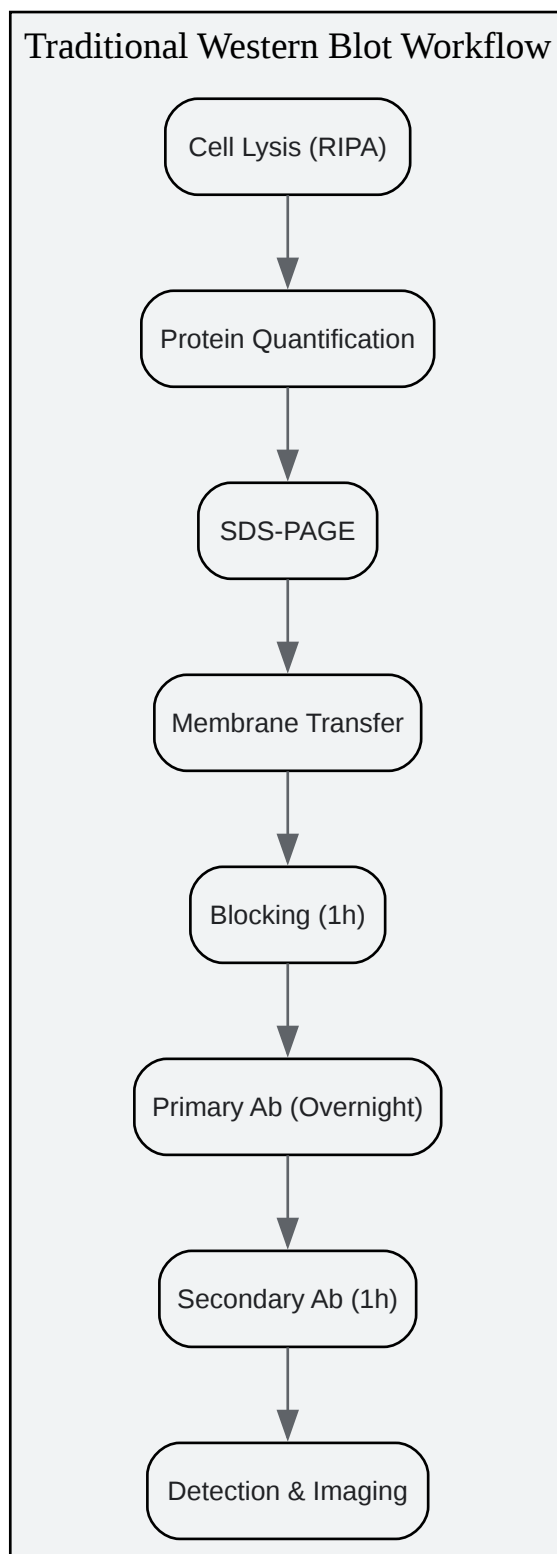 Traditional Western Blot Workflow
Cell Lysis (RIPA)
Protein Quantification
SDS-PAGE
Membrane Transfer
Blocking (1h)
Primary Ab (Overnight)
Secondary Ab (1h)
Detection & Imaging